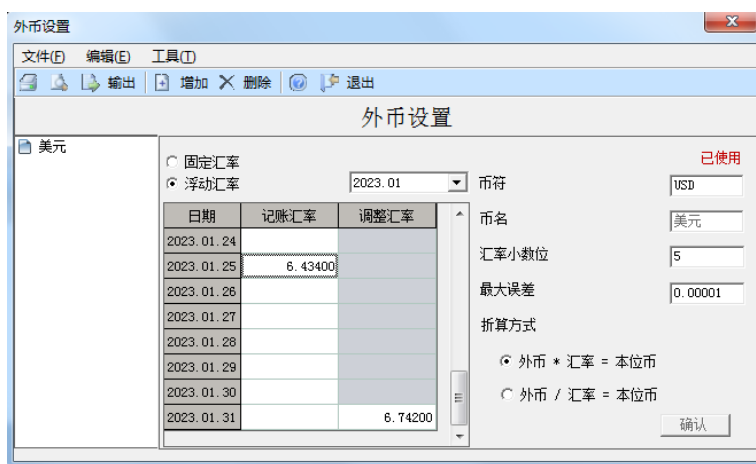 外币设置
文件(F) 编辑(E) 工具(T)
输出 增加 删除 退出
外币设置
美元
已使用
固定汇率
浮动汇率 2023.01
币符 USD
币名 美元
汇率小数位 5
最大误差 0.00001
折算方式
外币 * 汇率 = 本位币
外币 / 汇率 = 本位币
确认
日期 记账汇率 调整汇率
2023.01.24
2023.01.25 6.43400
2023.01.26
2023.01.27
2023.01.28
2023.01.29
2023.01.30
2023.01.31 6.74200